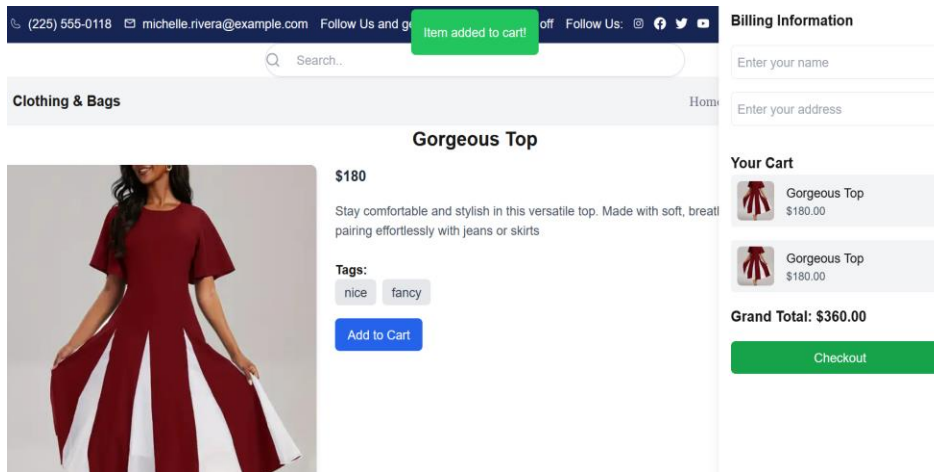 (225) 555-0118 michelle.rivera@example.com Follow Us and off Follow Us:
Item added to cart!
Search..
Clothing & Bags
Gorgeous Top
$180
Stay comfortable and stylish in this versatile top. Made with soft,
pairing effortlessly with jeans or skirts
Tags:
nice fancy
Add to Cart
Billing Information
Enter your name
Enter your address
Your Cart
Gorgeous Top
$180.00
Gorgeous Top
$180.00
Grand Total: $360.00
Checkout